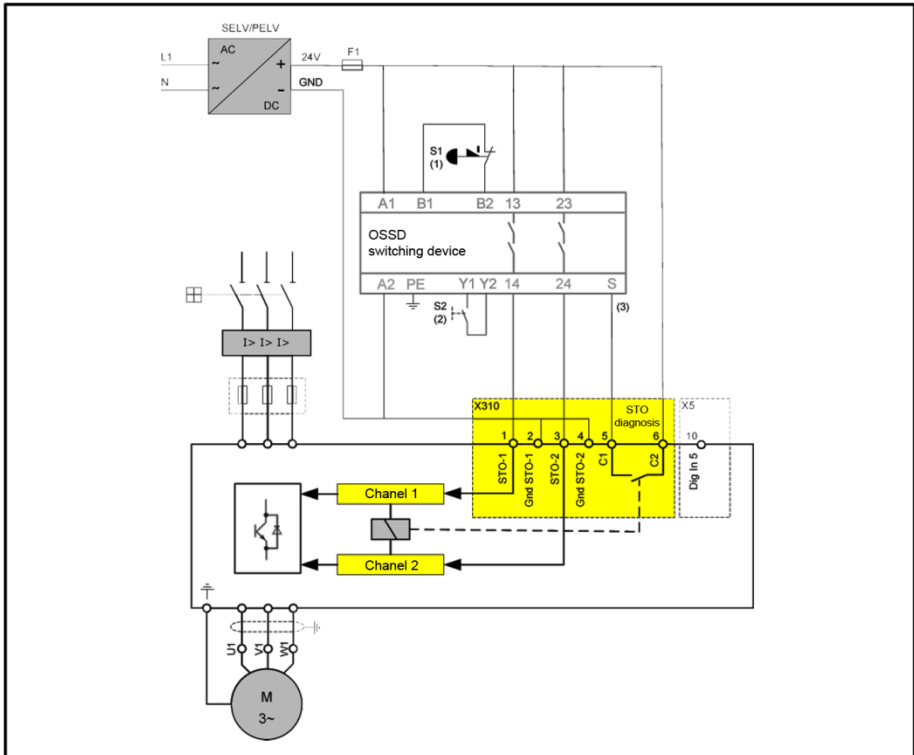 SELV/PELV
L1
AC
~
+
24V
F1
N
~
-
GND
DC
S1
(1)
A1 B1 B2 13 23
OSSD
switching device
A2 PE Y1 Y2 14 24 S
(3)
S2
(2)
I> I> I>
X310
STO
diagnosis
X5
1 2 3 4 5 6 10
STO-1
Gnd STO-1
STO-2
Gnd STO-2
C1
C2
Dig In 5
Chanel 1
Chanel 2
U1
V1
W1
M
3~